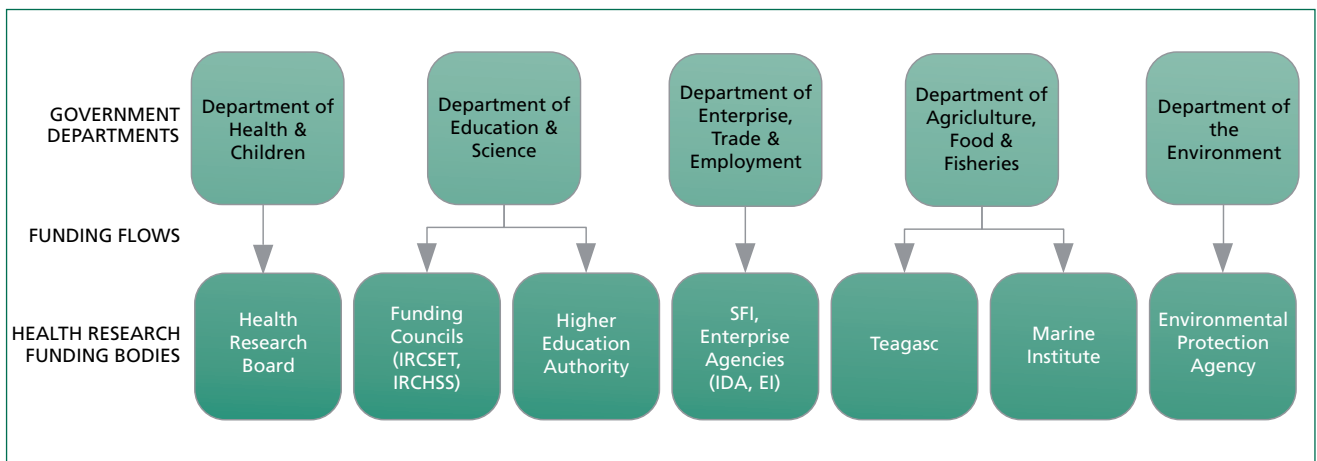 GOVERNMENT
DEPARTMENTS
Department of
Health &
Children
Department of
Education &
Science
Department of
Enterprise,
Trade &
Employment
Department of
Agriclulture,
Food &
Fisheries
Department of
the
Environment
FUNDING FLOWS
HEALTH RESEARCH
FUNDING BODIES
Health
Research
Board
Funding
Councils
(IRCSET,
IRCHSS)
Higher
Education
Authority
SFI,
Enterprise
Agencies
(IDA, EI)
Teagasc
Marine
Institute
Environmental
Protection
Agency